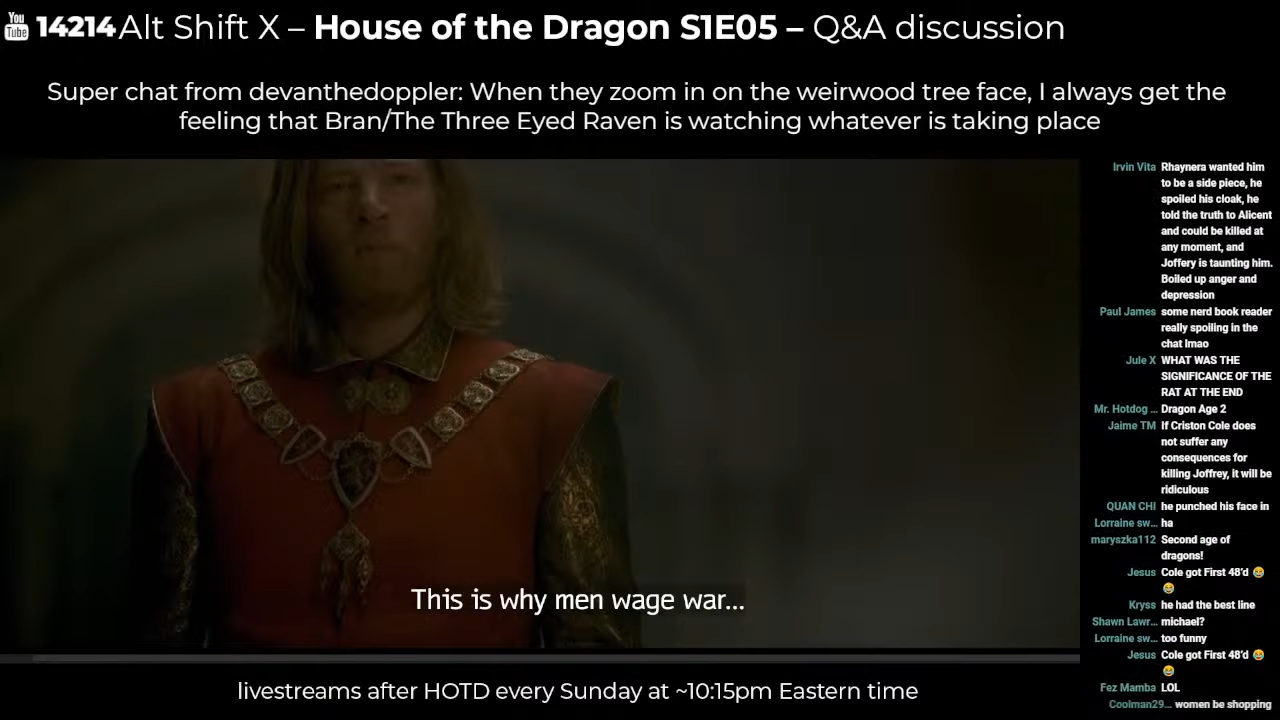 You Tube 14214 Alt Shift X – House of the Dragon S1E05 – Q&A discussion
Super chat from devanthedoppler: When they zoom in on the weirwood tree face, I always get the
feeling that Bran/The Three Eyed Raven is watching whatever is taking place
This is why men wage war...
livestreams after HOTD every Sunday at ~10:15pm Eastern time
Irvin Vita Rhaynera wanted him
to be a side piece, he
spoiled his cloak, he
told the truth to Alicent
and could be killed at
any moment, and
Joffery is taunting him.
Boiled up anger and
depression
Paul James some nerd book reader
really spoiling in the
chat lmao
Jule X WHAT WAS THE
SIGNIFICANCE OF THE
RAT AT THE END
Mr. Hotdog ... Dragon Age 2
Jaime TM If Criston Cole does
not suffer any
consequences for
killing Joffrey, it will be
ridiculous
QUAN CHI he punched his face in
Lorraine sw... ha
maryszka112 Second age of
dragons!
Jesus Cole got First 48'd 😂
😂
Kryss he had the best line
Shawn Lawr... michael?
Lorraine sw... too funny
Jesus Cole got First 48'd 😂
😂
Fez Mamba LOL
Coolman29... women be shopping